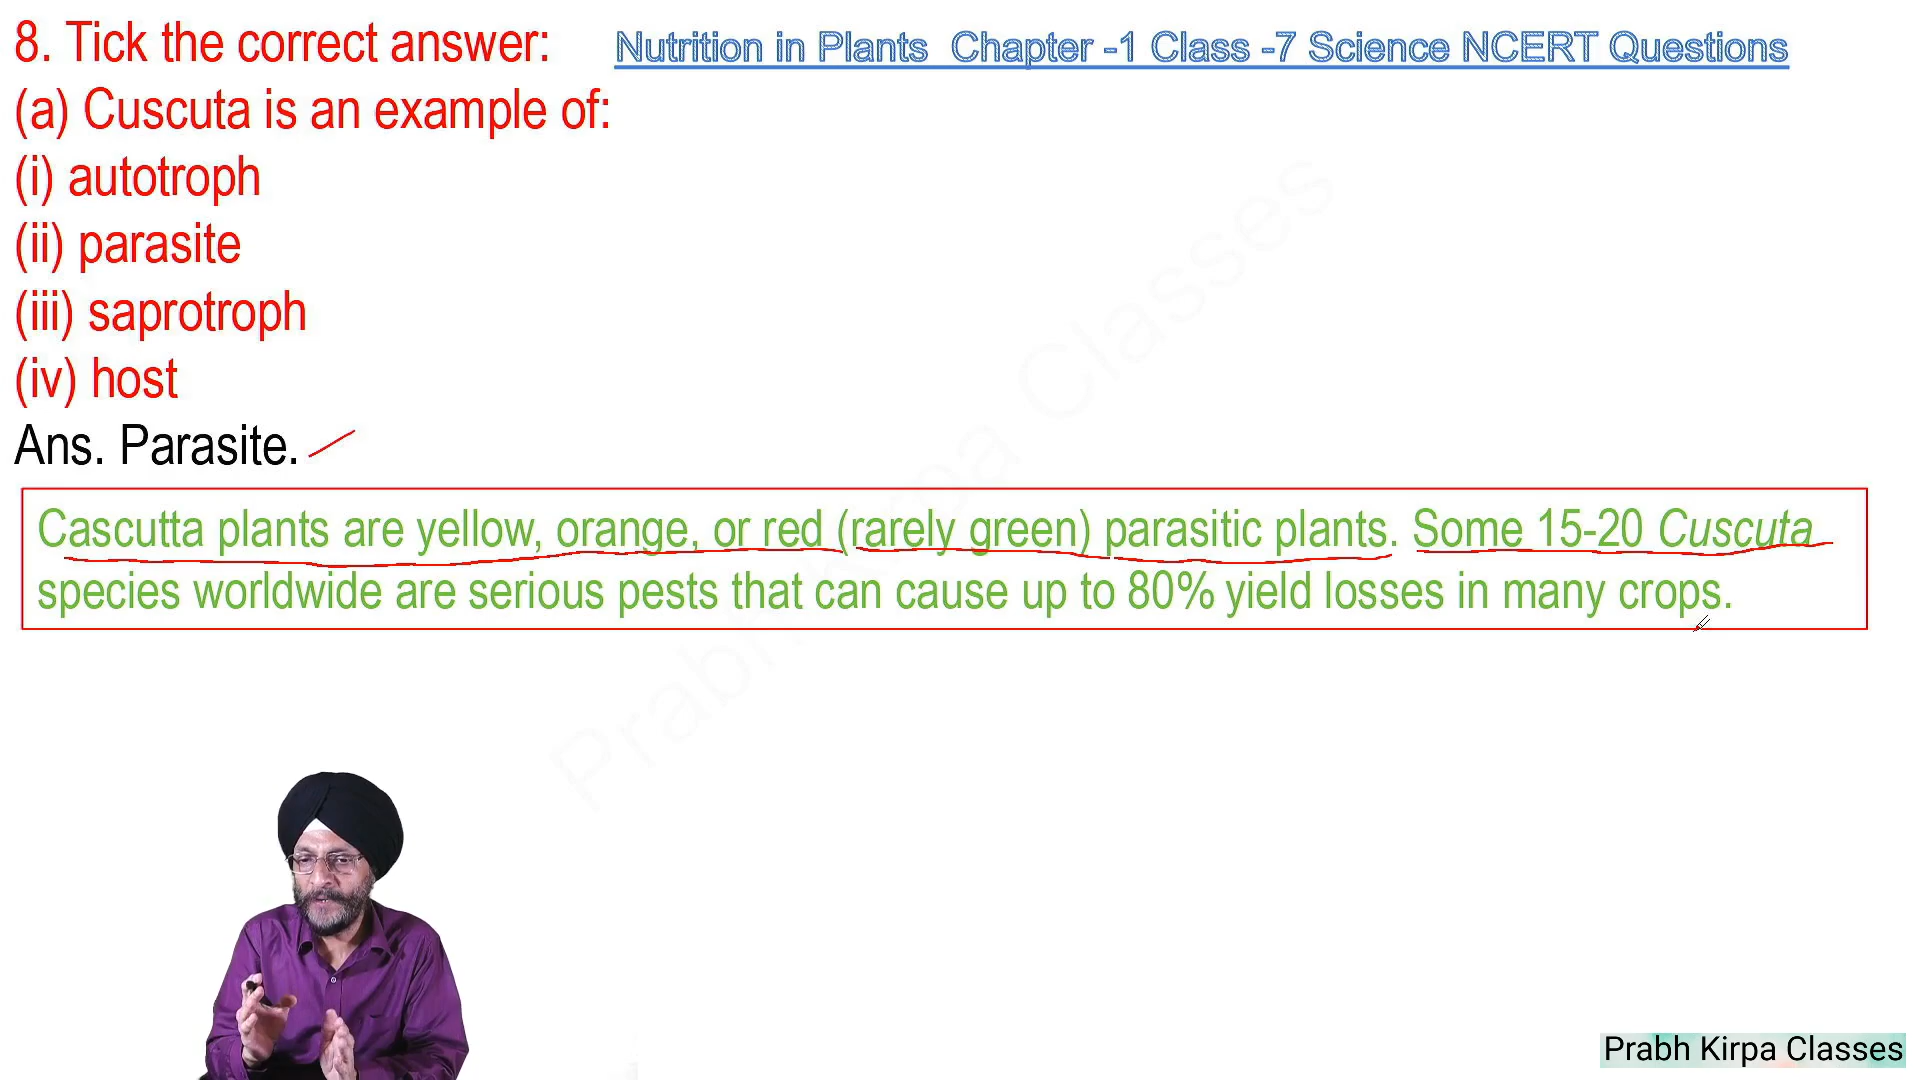 8. Tick the correct answer:
Nutrition in Plants Chapter -1 Class -7 Science NCERT Questions
(a) Cuscuta is an example of:
(i) autotroph
(ii) parasite
(iii) saprotroph
(iv) host
Ans. Parasite.
Cascutta plants are yellow, orange, or red (rarely green) parasitic plants. Some 15-20 Cuscuta
species worldwide are serious pests that can cause up to 80% yield losses in many crops.
Prabh Kirpa Classes
Prabh Kirpa Classes